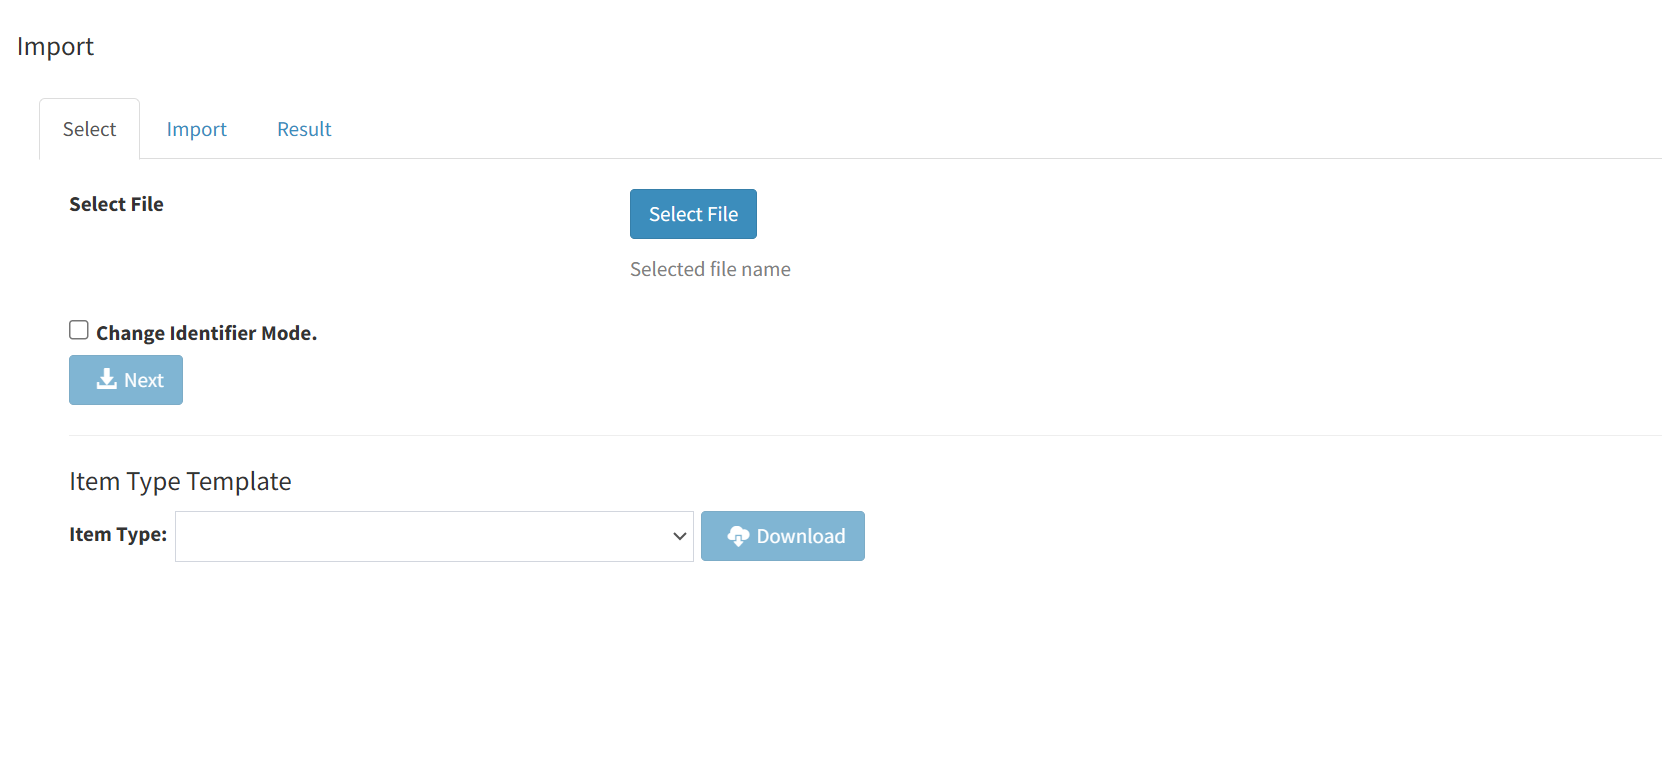 Import
Select Import Result
Select File Select File
Selected file name
Change Identifier Mode.
Next
Item Type Template
Item Type: Download